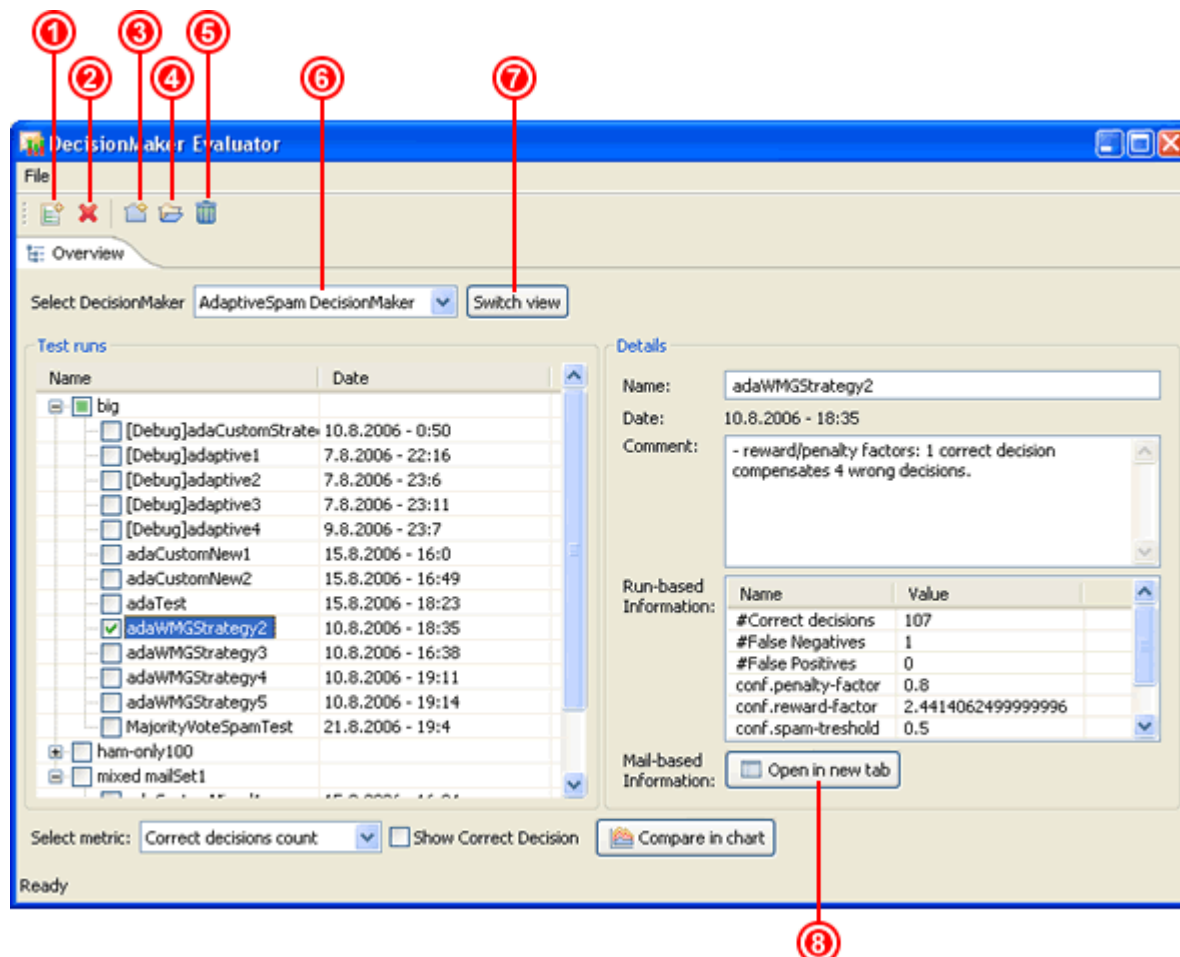 1 3 5
2 4 6 7
DecisionMaker Evaluator
File
Overview
Select DecisionMaker AdaptiveSpam DecisionMaker Switch view
Test runs
Name Date
big
[Debug]adaCustomStrate 10.8.2006 - 0:50
[Debug]adaptive1 7.8.2006 - 22:16
[Debug]adaptive2 7.8.2006 - 23:6
[Debug]adaptive3 7.8.2006 - 23:11
[Debug]adaptive4 9.8.2006 - 23:7
adaCustomNew1 15.8.2006 - 16:0
adaCustomNew2 15.8.2006 - 16:49
adaTest 15.8.2006 - 18:23
adaWMGStrategy2 10.8.2006 - 18:35
adaWMGStrategy3 10.8.2006 - 16:38
adaWMGStrategy4 10.8.2006 - 19:11
adaWMGStrategy5 10.8.2006 - 19:14
MajorityVoteSpamTest 21.8.2006 - 19:4
ham-only100
mixed mailSet1
Details
Name: adaWMGStrategy2
Date: 10.8.2006 - 18:35
Comment: - reward/penalty factors: 1 correct decision
compensates 4 wrong decisions.
Run-based
Information:
Name Value
#Correct decisions 107
#False Negatives 1
#False Positives 0
conf.penalty-factor 0.8
conf.reward-factor 2.4414062499999996
conf.spam-treshold 0.5
Mail-based
Information: Open in new tab
Select metric: Correct decisions count Show Correct Decision Compare in chart
Ready
8